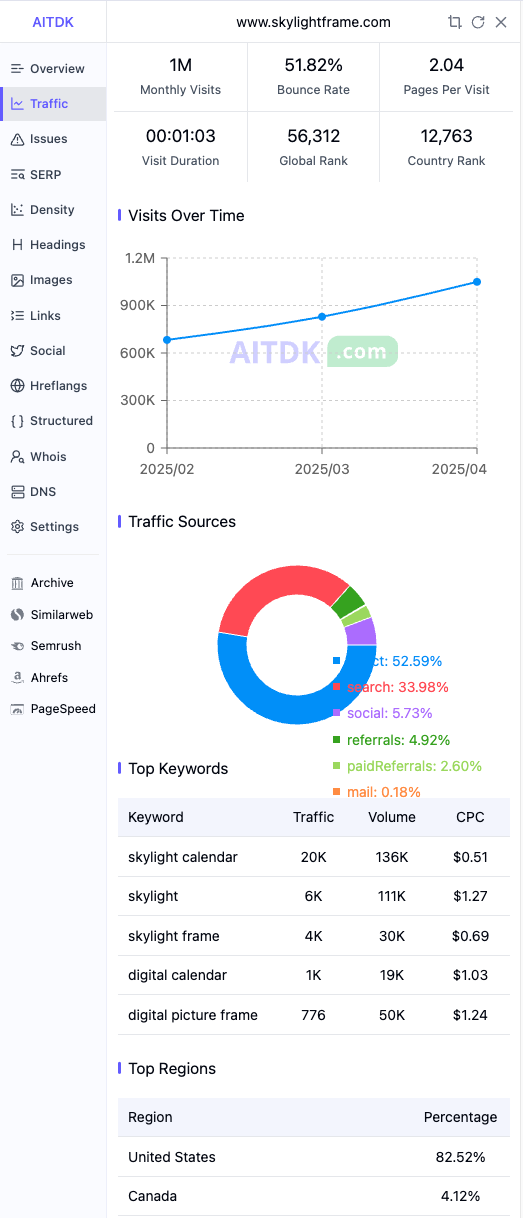 AITDK
www.skylightframe.com
Overview
Traffic
Issues
SERP
Density
Headings
Images
Links
Social
Hreflangs
Structured
Whois
DNS
Settings
Archive
Similarweb
Semrush
Ahrefs
PageSpeed
1M 51.82% 2.04
Monthly Visits Bounce Rate Pages Per Visit
00:01:03 56,312 12,763
Visit Duration Global Rank Country Rank
Visits Over Time
1.2M
900K
600K
300K
0
AITDK .com
2025/02 2025/03 2025/04
Traffic Sources
ct: 52.59%
search: 33.98%
social: 5.73%
referrals: 4.92%
paidReferrals: 2.60%
mail: 0.18%
Top Keywords
Keyword Traffic Volume CPC
skylight calendar 20K 136K $0.51
skylight 6K 111K $1.27
skylight frame 4K 30K $0.69
digital calendar 1K 19K $1.03
digital picture frame 776 50K $1.24
Top Regions
Region Percentage
United States 82.52%
Canada 4.12%